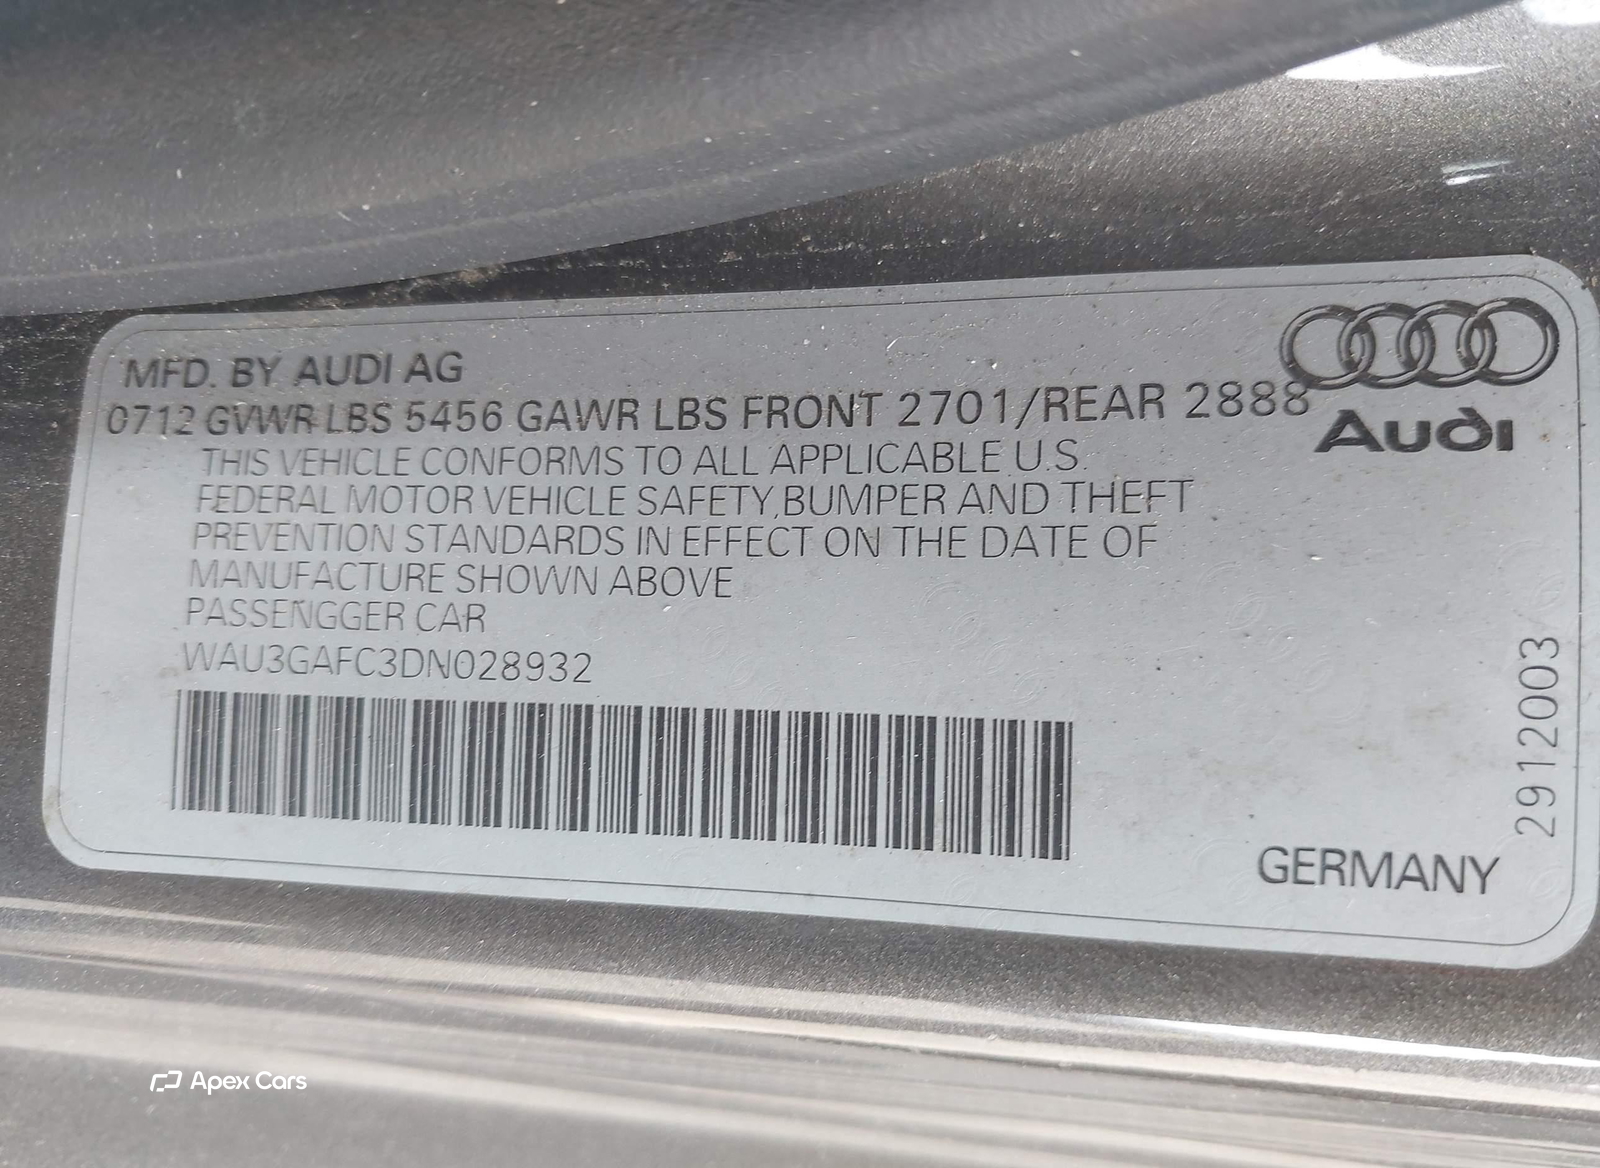 MFD. BY AUDI AG
0712 GVWR LBS 5456 GAWR LBS FRONT 2701/REAR 2888
Audi
THIS VEHICLE CONFORMS TO ALL APPLICABLE U.S.
FEDERAL MOTOR VEHICLE SAFETY,BUMPER AND THEFT
PREVENTION STANDARDS IN EFFECT ON THE DATE OF
MANUFACTURE SHOWN ABOVE
PASSENGGER CAR
WAU3GAFC3DN028932
2912003
GERMANY
Apex Cars